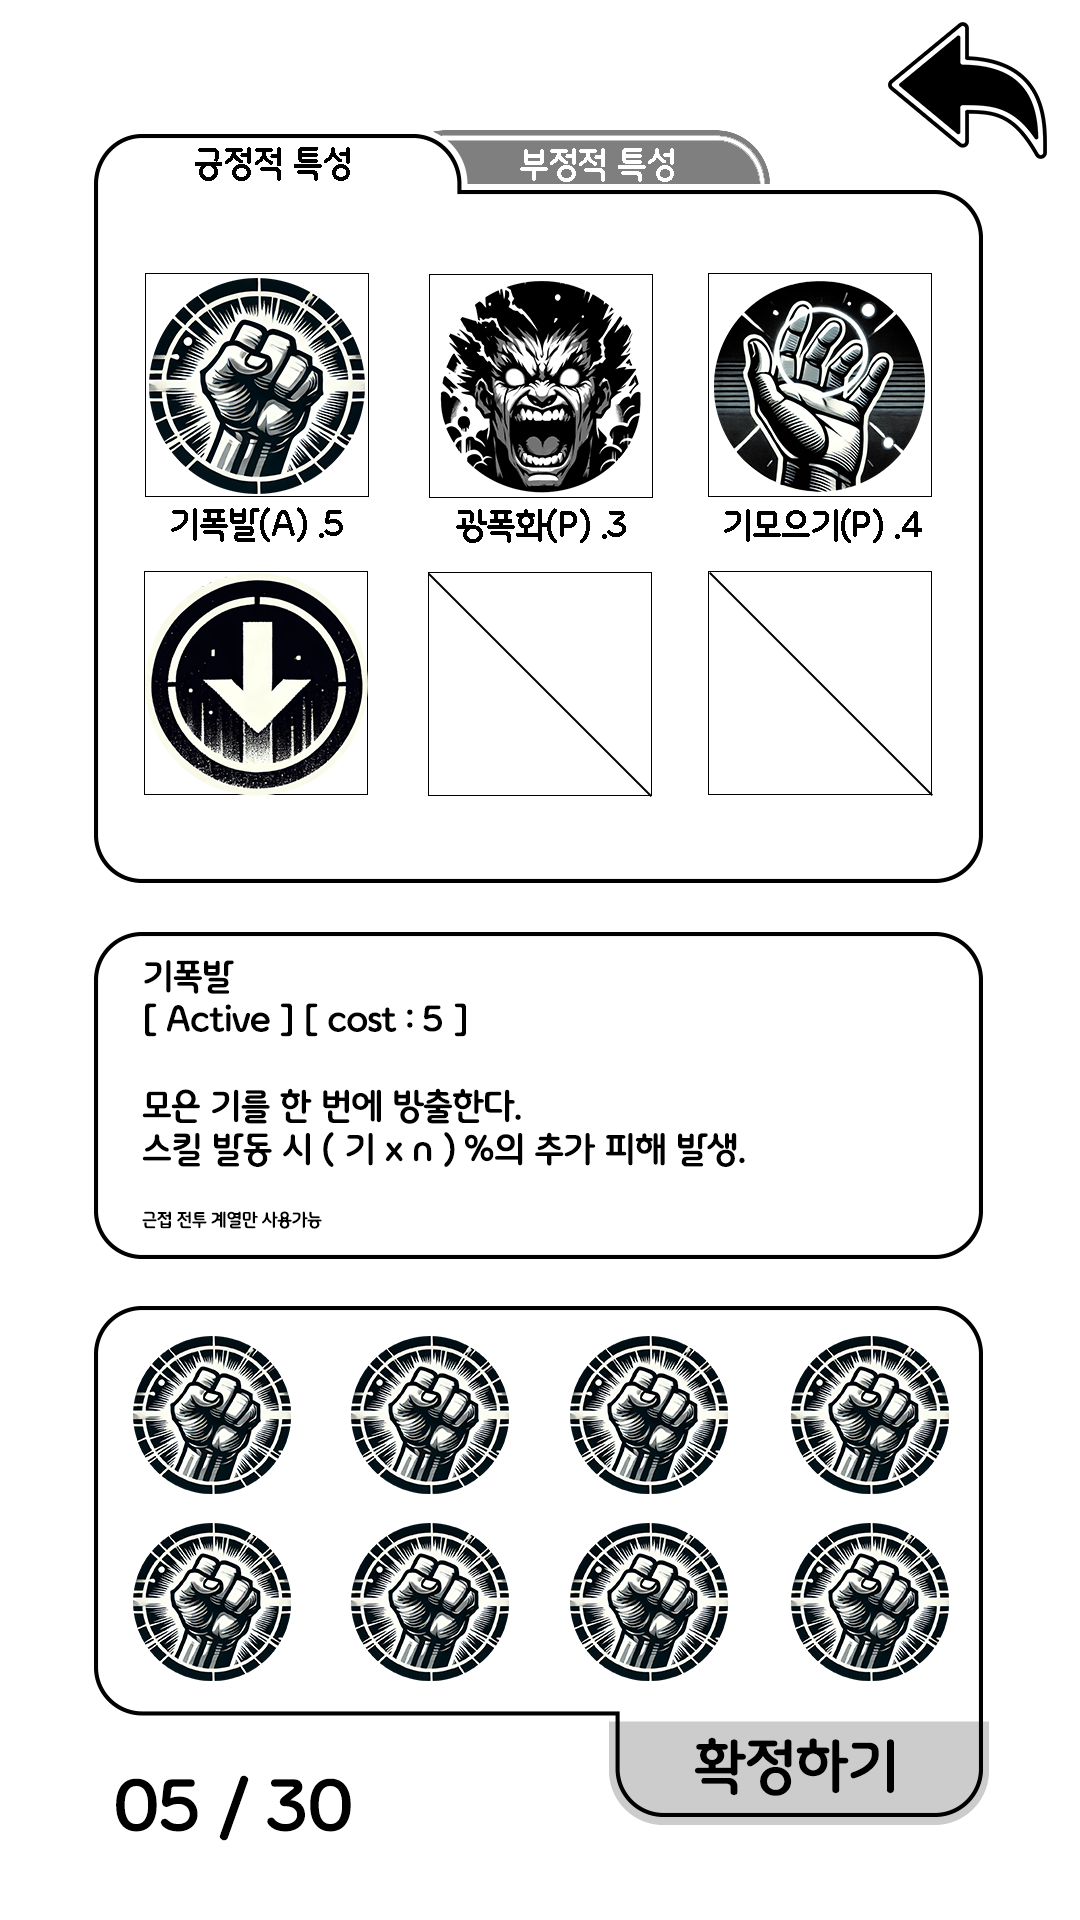 긍정적 특성
부정적 특성
기폭발(A) .5
광폭화(P) .3
기모으기(P) .4
기폭발
[ Active ] [ cost : 5 ]
모은 기를 한 번에 방출한다.
스킬 발동 시 ( 기 x n ) %의 추가 피해 발생.
근접 전투 계열만 사용가능
확정하기
05 / 30